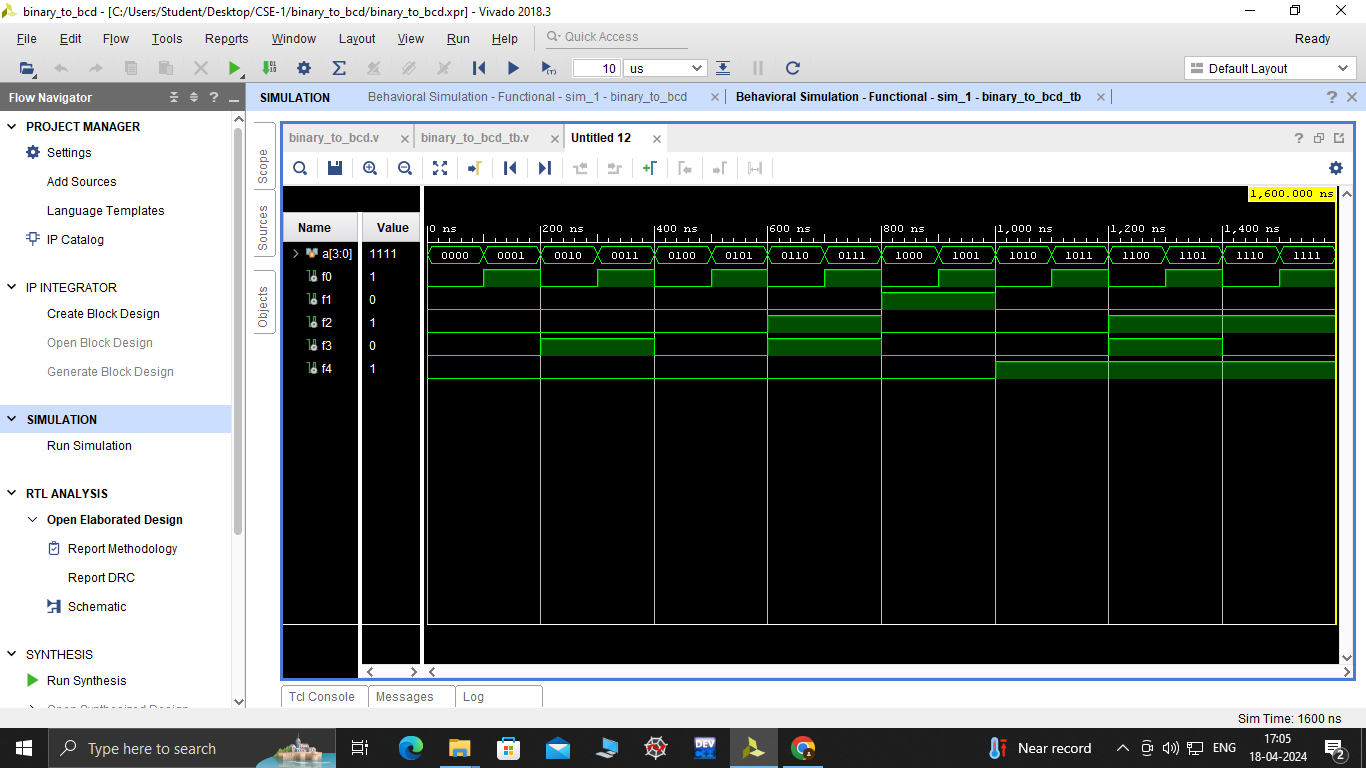 binary_to_bcd - [C:/Users/Student/Desktop/CSE-1/binary_to_bcd/binary_to_bcd.xpr] - Vivado 2018.3
File Edit Flow Tools Reports Window Layout View Run Help Quick Access Ready
10 us Default Layout
Flow Navigator
PROJECT MANAGER
Settings
Add Sources
Language Templates
IP Catalog
IP INTEGRATOR
Create Block Design
Open Block Design
Generate Block Design
SIMULATION
Run Simulation
RTL ANALYSIS
Open Elaborated Design
Report Methodology
Report DRC
Schematic
SYNTHESIS
Run Synthesis
Open Synthesized Design
SIMULATION Behavioral Simulation - Functional - sim_1 - binary_to_bcd Behavioral Simulation - Functional - sim_1 - binary_to_bcd_tb
Scope
Sources
Objects
binary_to_bcd.v binary_to_bcd_tb.v Untitled 12
1,600.000 ns
Name Value 0 ns 200 ns 400 ns 600 ns 800 ns 1,000 ns 1,200 ns 1,400 ns
a[3:0] 1111 0000 0001 0010 0011 0100 0101 0110 0111 1000 1001 1010 1011 1100 1101 1110 1111
f0 1
f1 0
f2 1
f3 0
f4 1
Tcl Console Messages Log
Sim Time: 1600 ns
Type here to search DEV Near record ENG 17:05
18-04-2024 2